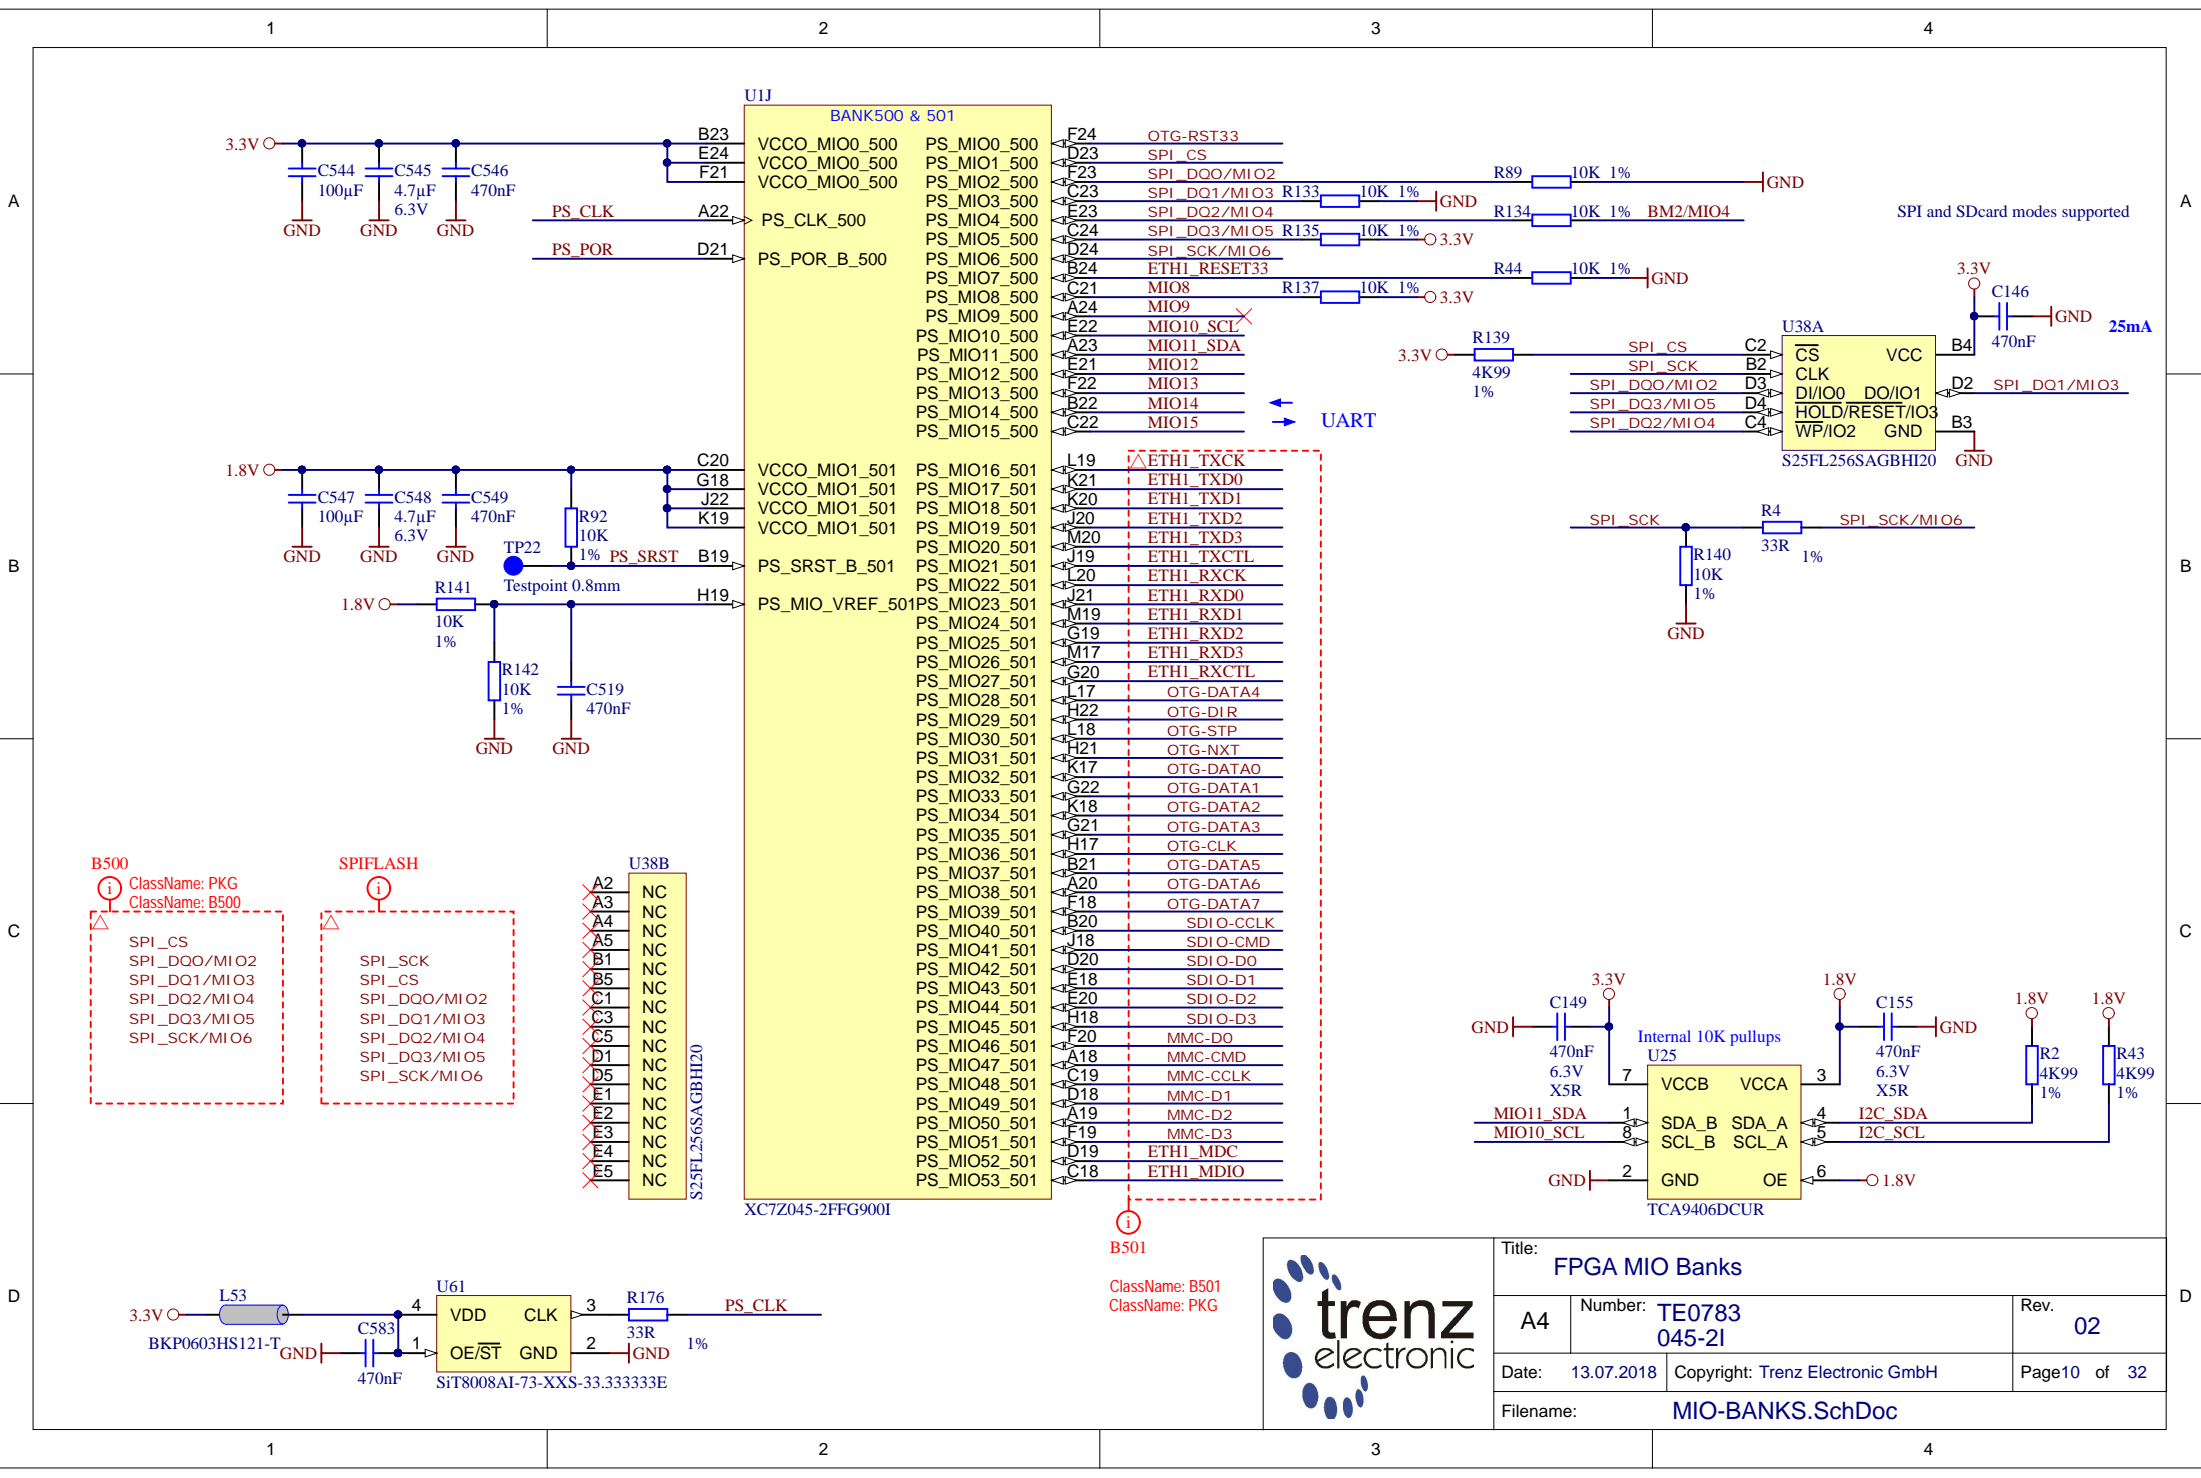 1 2 3 4
A
B
C
D
A
B
C
D
U1J
BANK500 & 501
3.3V
C544
100µF
C545
4.7µF
6.3V
C546
470nF
GND GND GND
PS_CLK
PS_POR
B23 VCCO_MIO0_500
E24 VCCO_MIO0_500
F21 VCCO_MIO0_500
A22 PS_CLK_500
D21 PS_POR_B_500
1.8V
C547
100µF
C548
4.7µF
6.3V
C549
470nF
GND GND GND
R92
10K
1%
TP22
Testpoint 0.8mm
PS_SRST
C20 VCCO_MIO1_501
G18 VCCO_MIO1_501
J22 VCCO_MIO1_501
K19 VCCO_MIO1_501
B19 PS_SRST_B_501
H19 PS_MIO_VREF_501
1.8V
R141
10K
1%
R142
10K
1%
C519
470nF
GND GND
PS_MIO0_500 F24 OTG-RST33
PS_MIO1_500 D23 SPI_CS
PS_MIO2_500 F23 SPI_DQ0/MIO2 R89 10K 1% GND
PS_MIO3_500 C23 SPI_DQ1/MIO3 R133 10K 1% GND
PS_MIO4_500 E23 SPI_DQ2/MIO4 R134 10K 1% BM2/MIO4
PS_MIO5_500 C24 SPI_DQ3/MIO5 R135 10K 1% 3.3V
PS_MIO6_500 D24 SPI_SCK/MIO6
PS_MIO7_500 B24 ETH1_RESET33 R44 10K 1% GND
PS_MIO8_500 C21 MIO8 R137 10K 1% 3.3V
PS_MIO9_500 A24 MIO9
PS_MIO10_500 E22 MIO10_SCL
PS_MIO11_500 A23 MIO11_SDA
PS_MIO12_500 E21 MIO12
PS_MIO13_500 F22 MIO13
PS_MIO14_500 B22 MIO14
PS_MIO15_500 C22 MIO15
UART
PS_MIO16_501 L19 ETH1_TXCK
PS_MIO17_501 K21 ETH1_TXD0
PS_MIO18_501 K20 ETH1_TXD1
PS_MIO19_501 J20 ETH1_TXD2
PS_MIO20_501 M20 ETH1_TXD3
PS_MIO21_501 J19 ETH1_TXCTL
PS_MIO22_501 L20 ETH1_RXCK
PS_MIO23_501 J21 ETH1_RXD0
PS_MIO24_501 M19 ETH1_RXD1
PS_MIO25_501 G19 ETH1_RXD2
PS_MIO26_501 M17 ETH1_RXD3
PS_MIO27_501 G20 ETH1_RXCTL
PS_MIO28_501 L17 OTG-DATA4
PS_MIO29_501 H22 OTG-DIR
PS_MIO30_501 L18 OTG-STP
PS_MIO31_501 H21 OTG-NXT
PS_MIO32_501 K17 OTG-DATA0
PS_MIO33_501 G22 OTG-DATA1
PS_MIO34_501 K18 OTG-DATA2
PS_MIO35_501 G21 OTG-DATA3
PS_MIO36_501 H17 OTG-CLK
PS_MIO37_501 B21 OTG-DATA5
PS_MIO38_501 A20 OTG-DATA6
PS_MIO39_501 F18 OTG-DATA7
PS_MIO40_501 B20 SDIO-CCLK
PS_MIO41_501 J18 SDIO-CMD
PS_MIO42_501 D20 SDIO-D0
PS_MIO43_501 E18 SDIO-D1
PS_MIO44_501 E20 SDIO-D2
PS_MIO45_501 H18 SDIO-D3
PS_MIO46_501 F20 MMC-D0
PS_MIO47_501 A18 MMC-CMD
PS_MIO48_501 C19 MMC-CCLK
PS_MIO49_501 D18 MMC-D1
PS_MIO50_501 A19 MMC-D2
PS_MIO51_501 F19 MMC-D3
PS_MIO52_501 D19 ETH1_MDC
PS_MIO53_501 C18 ETH1_MDIO
XC7Z045-2FFG900I
i
B501
ClassName: B501
ClassName: PKG
SPI and SDcard modes supported
3.3V
C146
470nF
GND
25mA
U38A
3.3V
R139
4K99
1%
SPI_CS C2 CS VCC B4
SPI_SCK B2 CLK
SPI_DQ0/MIO2 D3 DI/IO0 DO/IO1 D2 SPI_DQ1/MIO3
SPI_DQ3/MIO5 D4 HOLD/RESET/IO3
SPI_DQ2/MIO4 C4 WP/IO2 GND B3
S25FL256SAGBHI20 GND
SPI_SCK
R4
33R
1%
SPI_SCK/MIO6
R140
10K
1%
GND
B500
i
ClassName: PKG
ClassName: B500
SPI_CS
SPI_DQ0/MIO2
SPI_DQ1/MIO3
SPI_DQ2/MIO4
SPI_DQ3/MIO5
SPI_SCK/MIO6
SPIFLASH
i
SPI_SCK
SPI_CS
SPI_DQ0/MIO2
SPI_DQ1/MIO3
SPI_DQ2/MIO4
SPI_DQ3/MIO5
SPI_SCK/MIO6
U38B
A2 NC
A3 NC
A4 NC
A5 NC
B1 NC
B5 NC
C1 NC
C3 NC
C5 NC
D1 NC
D5 NC
E1 NC
E2 NC
E3 NC
E4 NC
E5 NC
S25FL256SAGBHI20
3.3V
C149
470nF
6.3V
X5R
GND
1.8V
C155
470nF
6.3V
X5R
GND
1.8V
R2
4K99
1%
1.8V
R43
4K99
1%
Internal 10K pullups
U25
7 VCCB VCCA 3
MIO11_SDA 1 SDA_B SDA_A 4 I2C_SDA
MIO10_SCL 8 SCL_B SCL_A 5 I2C_SCL
GND 2 GND OE 6 1.8V
TCA9406DCUR
3.3V
L53
BKP0603HS121-T
GND
C583
470nF
U61
4 VDD CLK 3
1 OE/ST GND 2
SiT8008AI-73-XXS-33.333333E
R176
33R
1%
PS_CLK
GND
trenz
electronic
Title:
FPGA MIO Banks
A4
Number: TE0783
045-2I
Rev.
02
Date: 13.07.2018
Copyright: Trenz Electronic GmbH
Page10 of 32
Filename: MIO-BANKS.SchDoc
1 2 3 4